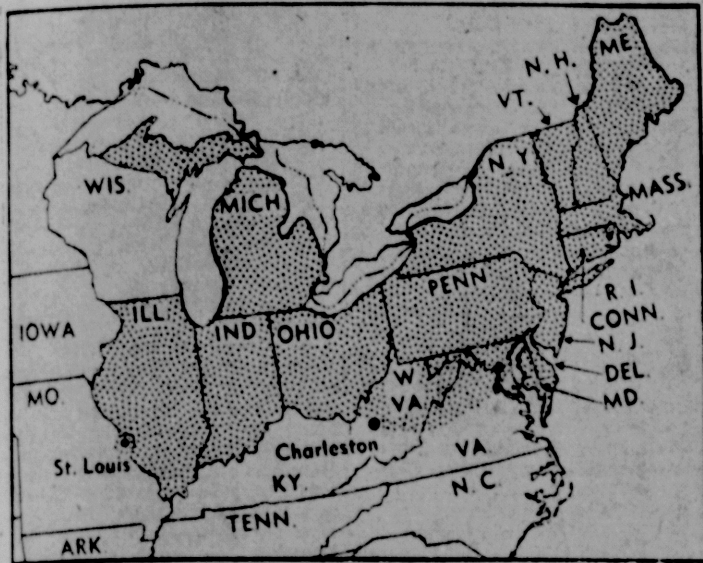 ME
N. H.
VT.
N Y
MASS.
WIS.
MICH
PENN
R I
CONN.
N J
DEL.
MD.
ILL
IND
OHIO
IOWA
W
VA
MO.
Charleston
St. Louis
VA
KY.
N.C.
TENN.
ARK